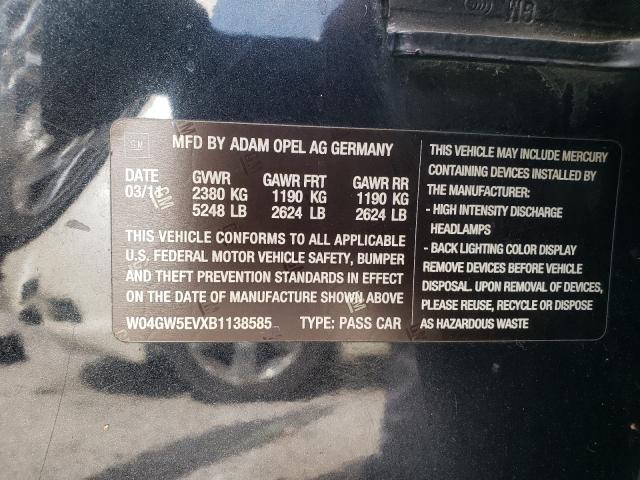 GM
MFD BY ADAM OPEL AG GERMANY
DATE GVWR GAWR FRT GAWR RR
03/11 2380 KG 1190 KG 1190 KG
5248 LB 2624 LB 2624 LB
THIS VEHICLE CONFORMS TO ALL APPLICABLE
U.S. FEDERAL MOTOR VEHICLE SAFETY, BUMPER
AND THEFT PREVENTION STANDARDS IN EFFECT
ON THE DATE OF MANUFACTURE SHOWN ABOVE
W04GW5EVXB1138585 TYPE: PASS CAR
THIS VEHICLE MAY INCLUDE MERCURY
CONTAINING DEVICES INSTALLED BY
THE MANUFACTURER:
- HIGH INTENSITY DISCHARGE
HEADLAMPS
- BACK LIGHTING COLOR DISPLAY
REMOVE DEVICES BEFORE VEHICLE
DISPOSAL. UPON REMOVAL OF DEVICES,
PLEASE REUSE, RECYCLE OR DISPOSE
AS HAZARDOUS WASTE
GM